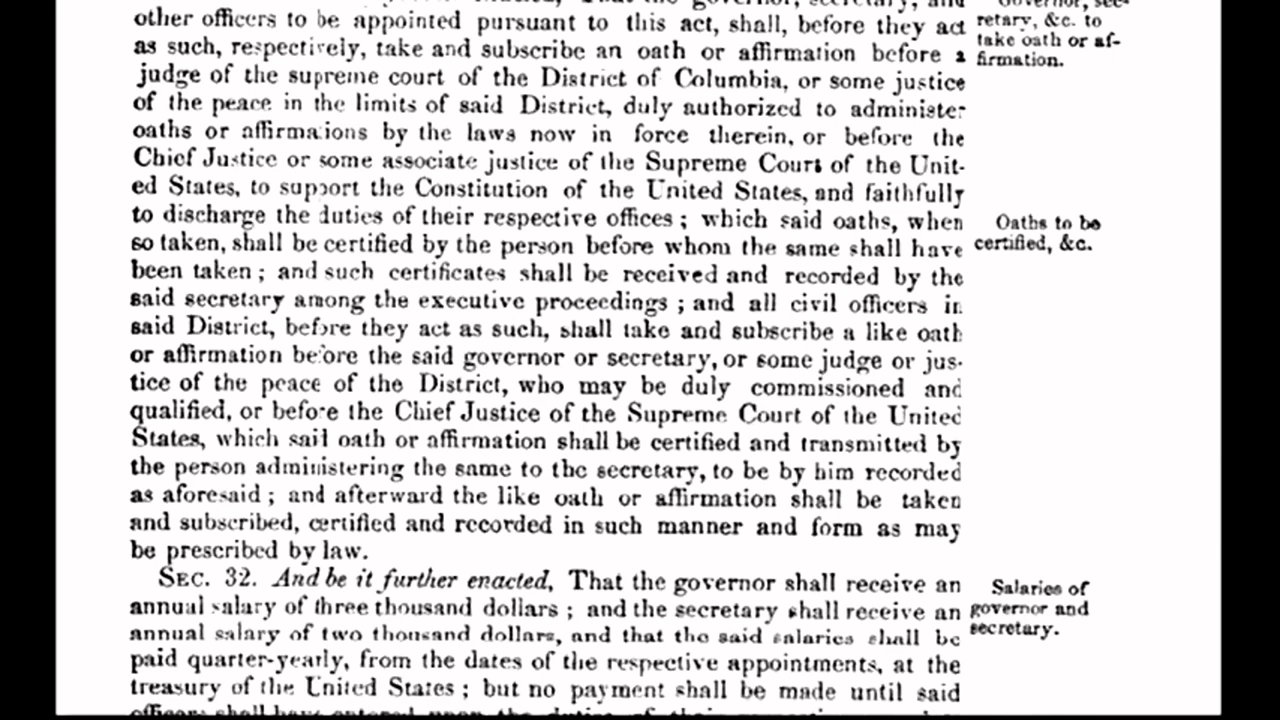 other officers to be appointed pursuant to this act, shall, before they act
as such, respectively, take and subscribe an oath or affirmation before a
judge of the supreme court of the District of Columbia, or some justice
of the peace in the limits of said District, duly authorized to administer
oaths or affirmations by the laws now in force therein, or before the
Chief Justice or some associate justice of the Supreme Court of the Unit-
ed States, to support the Constitution of the United States, and faithfully
to discharge the duties of their respective offices; which said oaths, when
so taken, shall be certified by the person before whom the same shall have
been taken; and such certificates shall be received and recorded by the
said secretary among the executive proceedings; and all civil officers in
said District, before they act as such, shall take and subscribe a like oath
or affirmation before the said governor or secretary, or some judge or jus-
tice of the peace of the District, who may be duly commissioned and
qualified, or before the Chief Justice of the Supreme Court of the United
States, which said oath or affirmation shall be certified and transmitted by
the person administering the same to the secretary, to be by him recorded
as aforesaid; and afterward the like oath or affirmation shall be taken
and subscribed, certified and recorded in such manner and form as may
be prescribed by law.
SEC. 32. And be it further enacted, That the governor shall receive an
annual salary of three thousand dollars; and the secretary shall receive an
annual salary of two thousand dollars, and that the said salaries shall be
paid quarter-yearly, from the dates of the respective appointments, at the
treasury of the United States; but no payment shall be made until said
Governor, sec-
retary, &c. to
take oath or af-
firmation.
Oaths to be
certified, &c.
Salaries of
governor and
secretary.